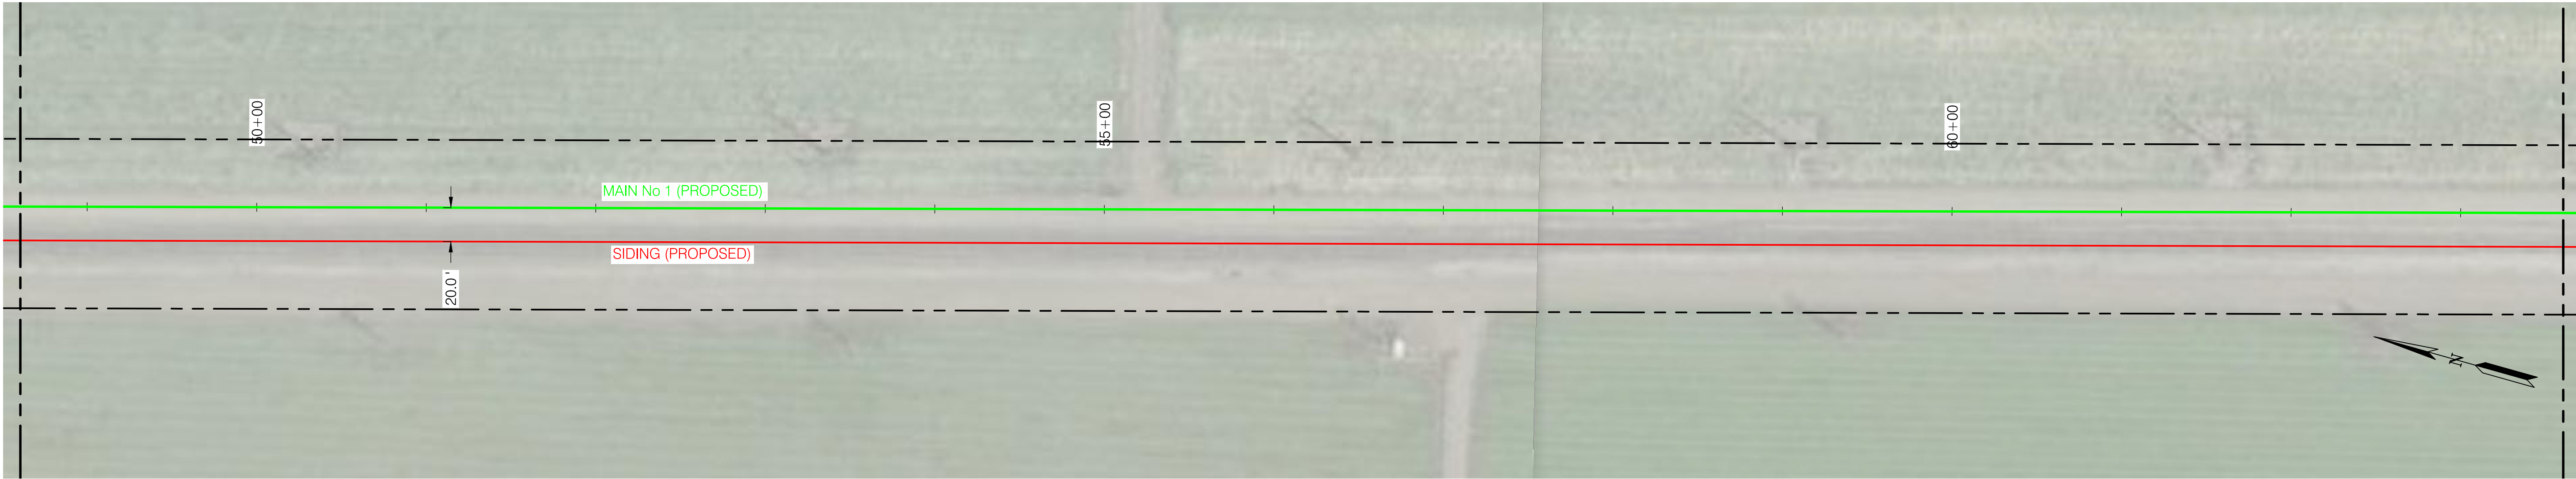 50+00
55+00
60+00
MAIN No 1 (PROPOSED)
SIDING (PROPOSED)
20.0'
N